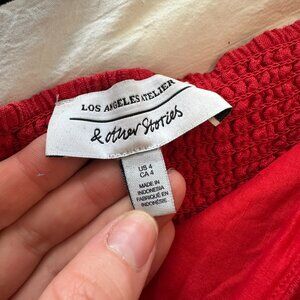 LOS ANGELES ATELIER
& other Stories
US 4
CA 4
MADE IN
INDONESIA
FABRIQUÉ EN
INDONÉSIE